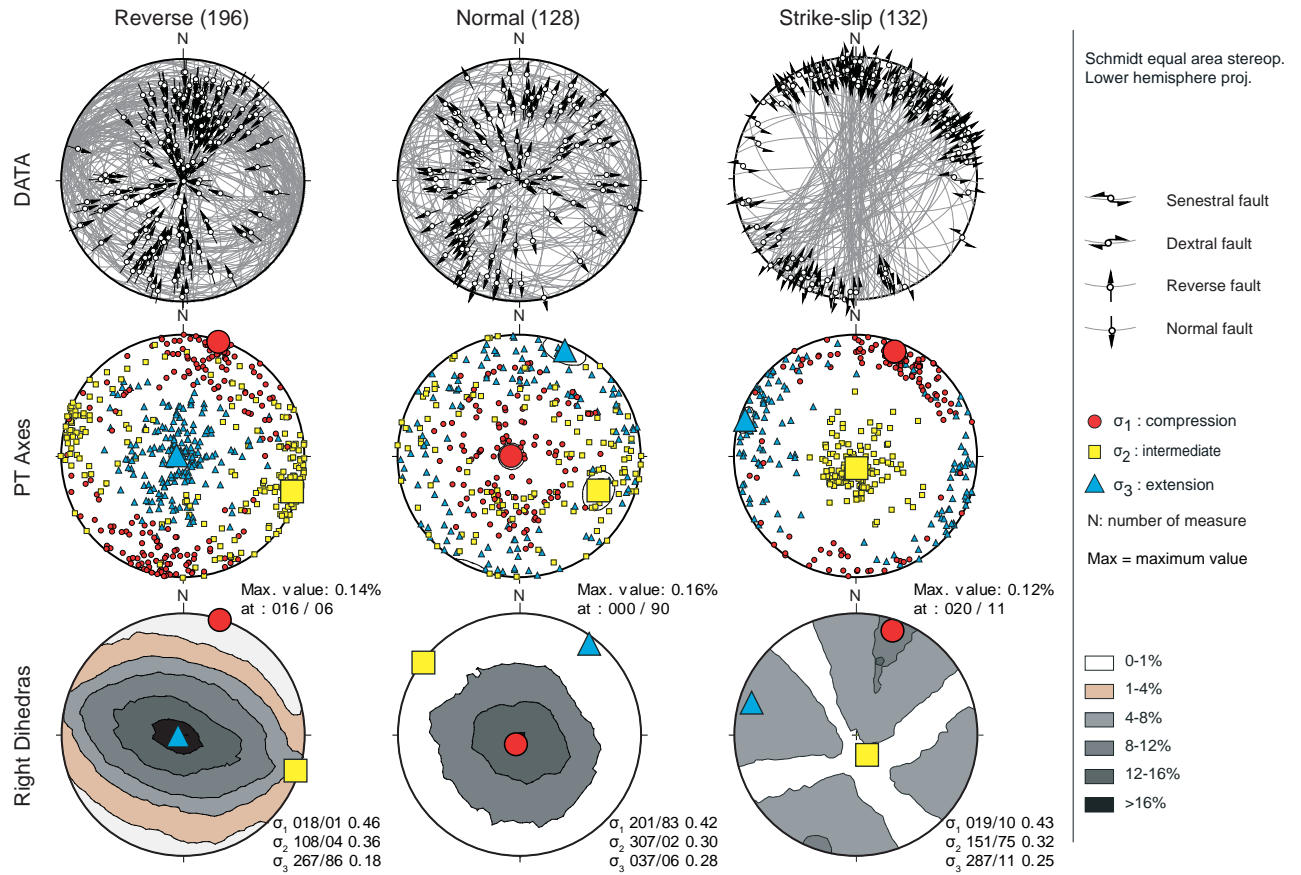 Reverse (196)
Normal (128)
Strike-slip (132)
N
N
N
DATA
Schmidt equal area stereop.
Lower hemisphere proj.
Senestral fault
Dextral fault
Reverse fault
Normal fault
N
N
N
PT Axes
σ1 : compression
σ2 : intermediate
σ3 : extension
N: number of measure
Max = maximum value
N
Max. value: 0.14%
at : 016 / 06
N
Max. value: 0.16%
at : 000 / 90
N
Max. value: 0.12%
at : 020 / 11
Right Dihedras
0-1%
1-4%
4-8%
8-12%
12-16%
>16%
σ1 018/01 0.46
σ2 108/04 0.36
σ3 267/86 0.18
σ1 201/83 0.42
σ2 307/02 0.30
σ3 037/06 0.28
σ1 019/10 0.43
σ2 151/75 0.32
σ3 287/11 0.25